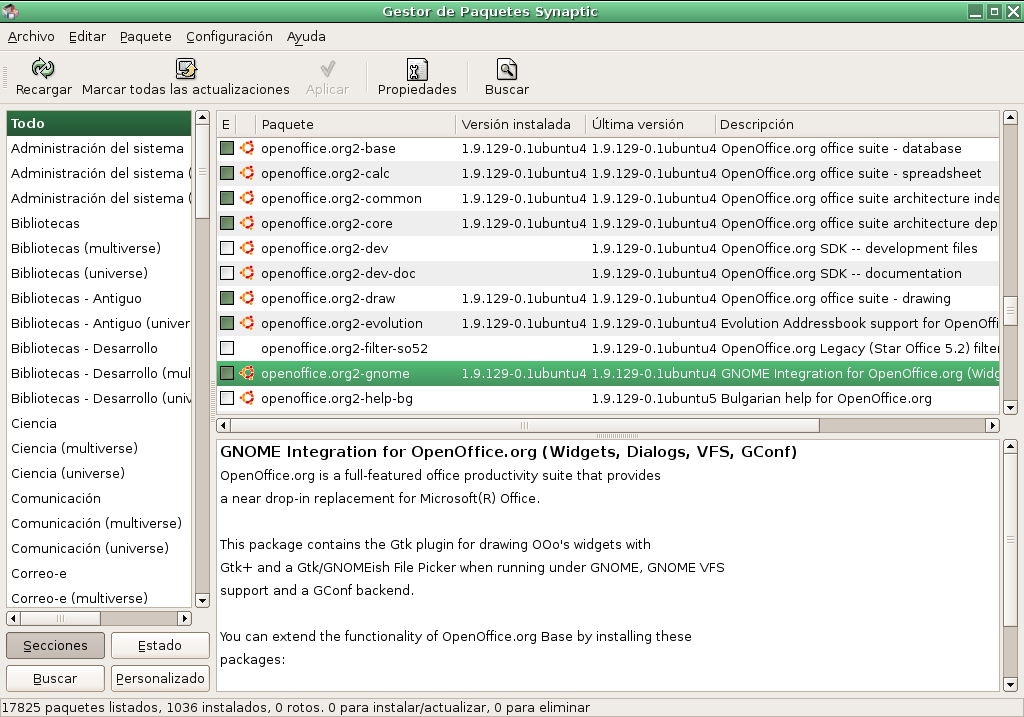 Gestor de Paquetes Synaptic
Archivo Editar Paquete Configuración Ayuda
Recargar Marcar todas las actualizaciones Aplicar Propiedades Buscar
Todo
Administración del sistema
Administración del sistema (
Administración del sistema (
Bibliotecas
Bibliotecas (multiverse)
Bibliotecas (universe)
Bibliotecas - Antiguo
Bibliotecas - Antiguo (univer
Bibliotecas - Desarrollo
Bibliotecas - Desarrollo (mul
Bibliotecas - Desarrollo (univ
Ciencia
Ciencia (multiverse)
Ciencia (universe)
Comunicación
Comunicación (multiverse)
Comunicación (universe)
Correo-e
Correo-e (multiverse)
Secciones Estado
Buscar Personalizado
E Paquete Versión instalada Última versión Descripción
openoffice.org2-base 1.9.129-0.1ubuntu4 1.9.129-0.1ubuntu4 OpenOffice.org office suite - database
openoffice.org2-calc 1.9.129-0.1ubuntu4 1.9.129-0.1ubuntu4 OpenOffice.org office suite - spreadsheet
openoffice.org2-common 1.9.129-0.1ubuntu4 1.9.129-0.1ubuntu4 OpenOffice.org office suite architecture inde
openoffice.org2-core 1.9.129-0.1ubuntu4 1.9.129-0.1ubuntu4 OpenOffice.org office suite architecture dep
openoffice.org2-dev 1.9.129-0.1ubuntu4 OpenOffice.org SDK -- development files
openoffice.org2-dev-doc 1.9.129-0.1ubuntu4 OpenOffice.org SDK -- documentation
openoffice.org2-draw 1.9.129-0.1ubuntu4 1.9.129-0.1ubuntu4 OpenOffice.org office suite - drawing
openoffice.org2-evolution 1.9.129-0.1ubuntu4 1.9.129-0.1ubuntu4 Evolution Addressbook support for OpenOffi
openoffice.org2-filter-so52 1.9.129-0.1ubuntu4 OpenOffice.org Legacy (Star Office 5.2) filter
openoffice.org2-gnome 1.9.129-0.1ubuntu4 1.9.129-0.1ubuntu4 GNOME Integration for OpenOffice.org (Widg
openoffice.org2-help-bg 1.9.129-0.1ubuntu5 Bulgarian help for OpenOffice.org
GNOME Integration for OpenOffice.org (Widgets, Dialogs, VFS, GConf)
OpenOffice.org is a full-featured office productivity suite that provides
a near drop-in replacement for Microsoft(R) Office.
This package contains the Gtk plugin for drawing OOo's widgets with
Gtk+ and a Gtk/GNOMEish File Picker when running under GNOME, GNOME VFS
support and a GConf backend.
You can extend the functionality of OpenOffice.org Base by installing these
packages:
17825 paquetes listados, 1036 instalados, 0 rotos. 0 para instalar/actualizar, 0 para eliminar